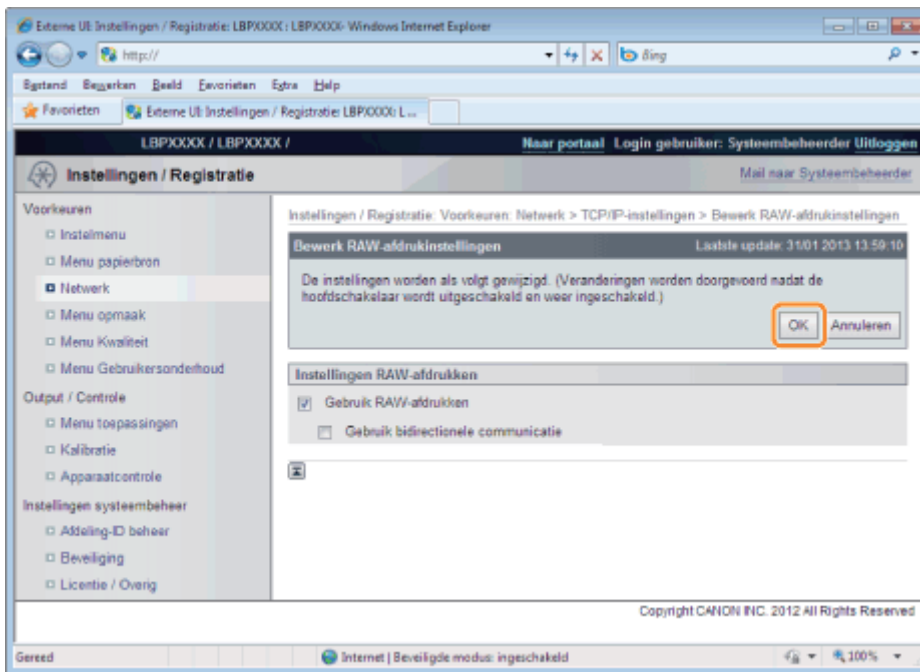 Externe UI: Instellingen / Registratie: LBPXXXX : LBPXXXX- Windows Internet Explorer
http://
Bing
Bestand Bewerken Beeld Favorieten Extra Help
Favorieten Externe UI: Instellingen / Registratie: LBPXXXX: L...
LBPXXXX / LBPXXXX / Naar portaal Login gebruiker: Systeembeheerder Uitloggen
Instellingen / Registratie Mail naar Systeembeheerder
Voorkeuren
Instelmenu
Menu papierbron
Netwerk
Menu opmaak
Menu Kwaliteit
Menu Gebruikersonderhoud
Output / Controle
Menu toepassingen
Kalibratie
Apparaatcontrole
Instellingen systeembeheer
Afdeling-ID beheer
Beveiliging
Licentie / Overig
Instellingen / Registratie: Voorkeuren: Netwerk > TCP/IP-instellingen > Bewerk RAW-afdrukinstellingen
Bewerk RAW-afdrukinstellingen Laatste update: 31/01 2013 13:59:10
De instellingen worden als volgt gewijzigd. (Veranderingen worden doorgevoerd nadat de
hoofdschakelaar wordt uitgeschakeld en weer ingeschakeld.)
OK Annuleren
Instellingen RAW-afdrukken
Gebruik RAW-afdrukken
Gebruik bidirectionele communicatie
Copyright CANON INC. 2012 All Rights Reserved
Gereed Internet | Beveiligde modus: ingeschakeld 100%